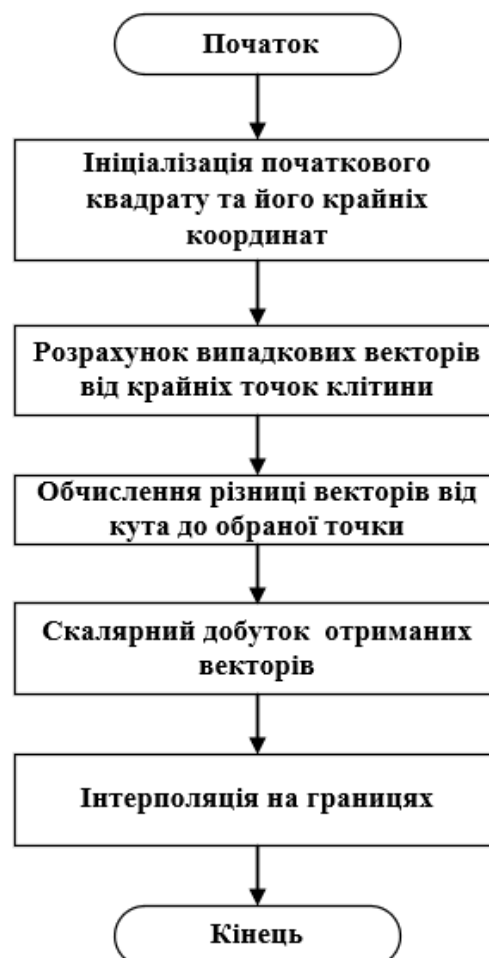 Початок
Ініціалізація початкового
квадрату та його крайніх
координат
Розрахунок випадкових векторів
від крайніх точок клітини
Обчислення різниці векторів від
кута до обраної точки
Скалярний добуток отриманих
векторів
Інтерполяція на границях
Кінець